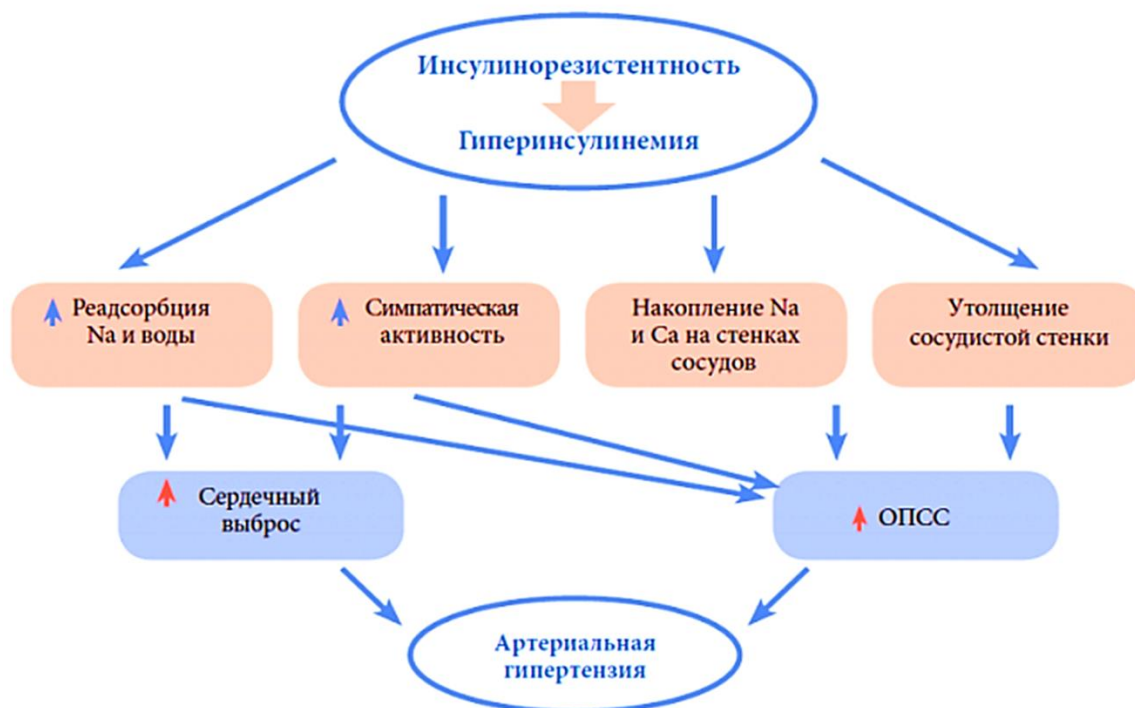 Инсулинорезистентность
Гиперинсулинемия
Реадсорбция
Na и воды
Симпатическая
активность
Накопление Na
и Ca на стенках
сосудов
Утолщение
сосудистой стенки
Сердечный
выброс
ОПСС
Артериальная
гипертензия